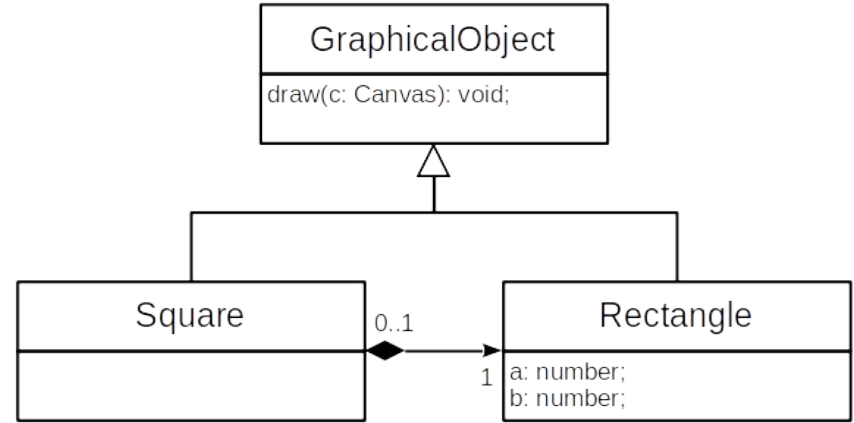 GraphicalObject
draw(c: Canvas): void;
Square
0..1
1
Rectangle
a: number;
b: number;